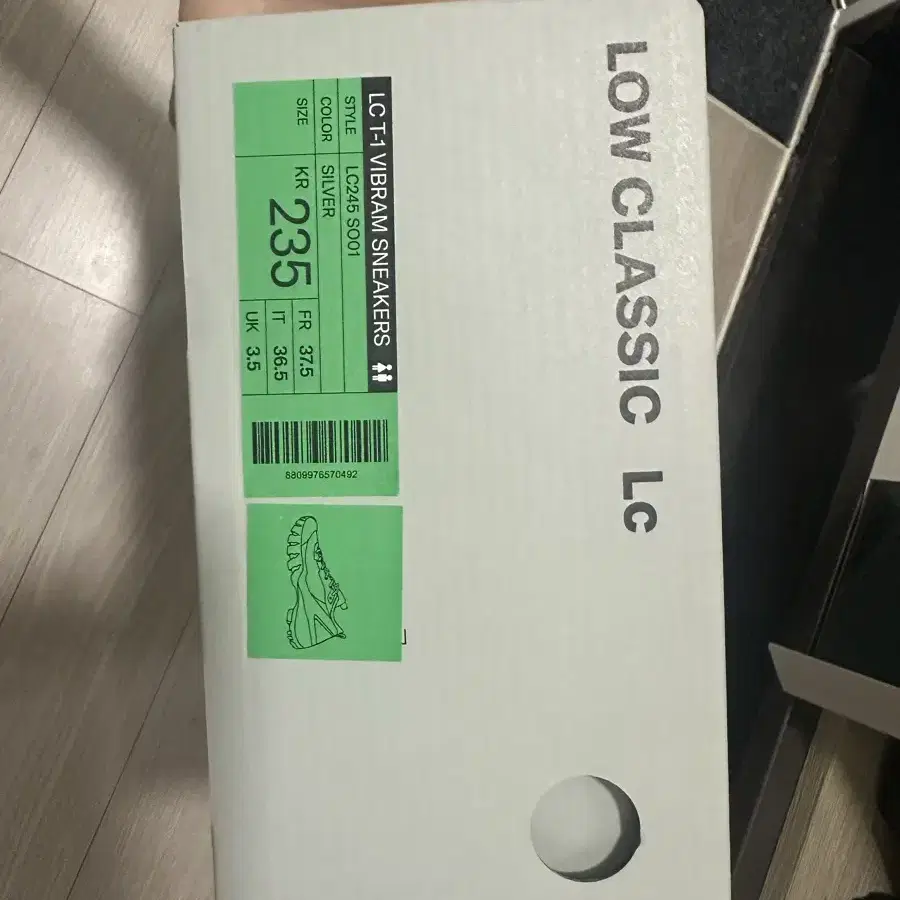 LOW CLASSIC Lc
LC T-1 VIBRAM SNEAKERS
STYLE LC245 SO01
COLOR SILVER
SIZE KR 235
FR 37.5
IT 36.5
UK 3.5
8809976570492